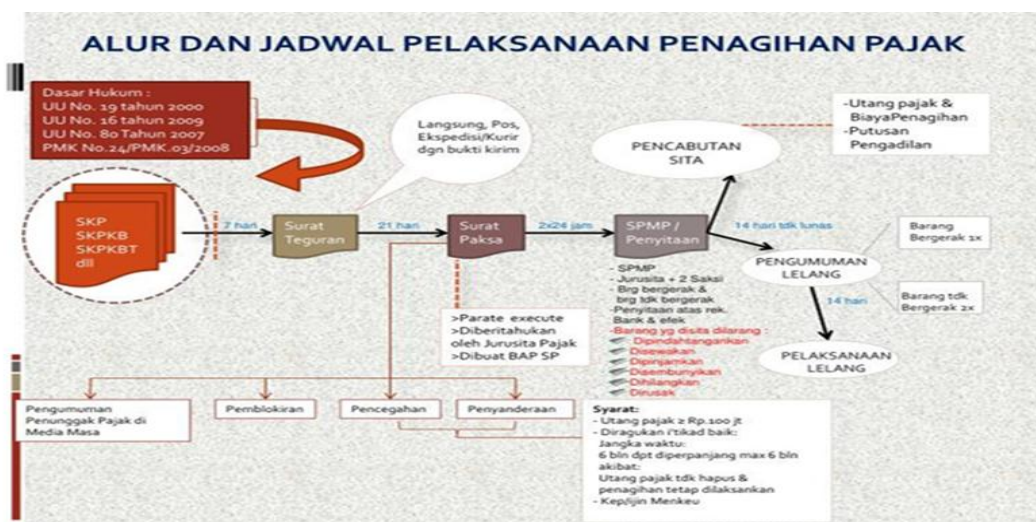 ALUR DAN JADWAL PELAKSANAAN PENAGIHAN PAJAK
Dasar Hukum :
UU No. 19 tahun 2000
UU No. 16 tahun 2009
UU No. 80 Tahun 2007
PMK No.24/PMK.03/2008
Langsung, Pos,
Ekspedisi/Kurir
dgn bukti kirim
PENCABUTAN
SITA
-Utang pajak &
BiayaPenagihan
-Putusan
Pengadilan
SKP
SKPKB
SKPKBT
dll
7 hari
Surat
Teguran
21 hari
Surat
Paksa
2x24 jam
SPMP /
Penyitaan
14 hari tdk lunas
PENGUMUMAN
LELANG
Barang
Bergerak 1x
Barang tdk
Bergerak 2x
14 hari
PELAKSANAAN
LELANG
>Parate execute
>Diberitahukan
oleh Jurusita Pajak
>Dibuat BAP SP
- SPMP
- Jurusita + 2 Saksi
- Brg bergerak &
brg tdk bergerak
-Penyitaan atas rek.
Bank & efek
-Barang yg disita dilarang :
Dipindahtangankan
Disewakan
Dipinjamkan
Disembunyikan
Dihilangkan
Dirusak
Pengumuman
Penunggak Pajak di
Media Masa
Pemblokiran
Pencegahan
Penyanderaan
Syarat:
- Utang pajak ≥ Rp.100 jt
- Diragukan i'tikad baik:
Jangka waktu:
6 bln dpt diperpanjang max 6 bln
akibat:
Utang pajak tdk hapus &
penagihan tetap dilaksankan
- Kep/ijin Menkeu